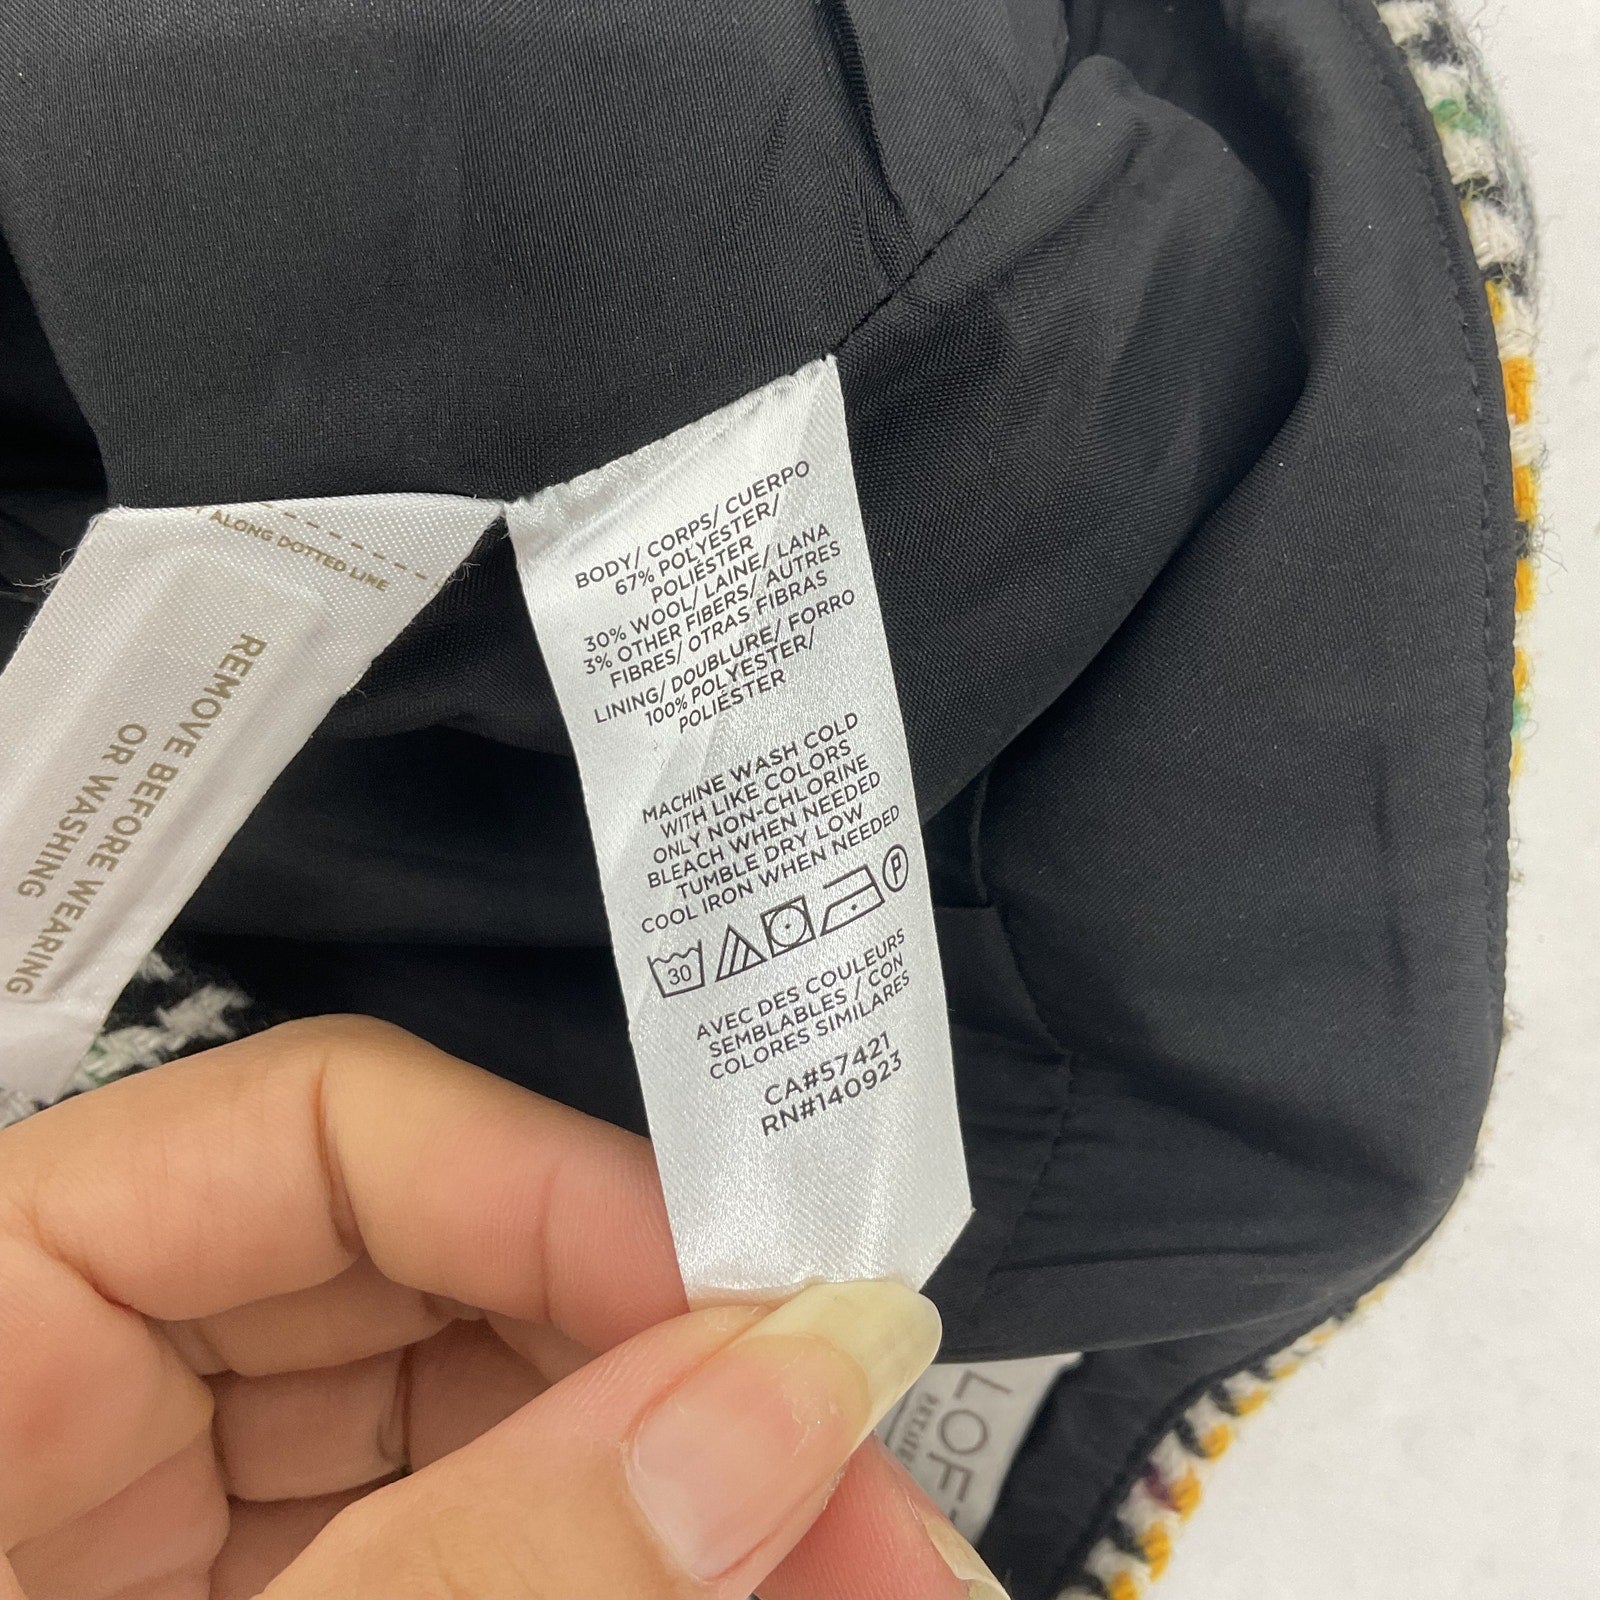 ALONG DOTTED LINE
REMOVE BEFORE WEARING
OR WASHING
BODY/ CORPS/ CUERPO
67% POLYESTER/
POLIÉSTER
30% WOOL/ LAINE/ LANA
3% OTHER FIBERS/ AUTRES
FIBRES/ OTRAS FIBRAS
LINING/ DOUBLURE/ FORRO
100% POLYESTER/
POLIÉSTER
MACHINE WASH COLD
WITH LIKE COLORS
ONLY NON-CHLORINE
BLEACH WHEN NEEDED
TUMBLE DRY LOW
COOL IRON WHEN NEEDED
30 P
AVEC DES COULEURS
SEMBLABLES / CON
COLORES SIMILARES
CA#57421
RN#140923
LOFT